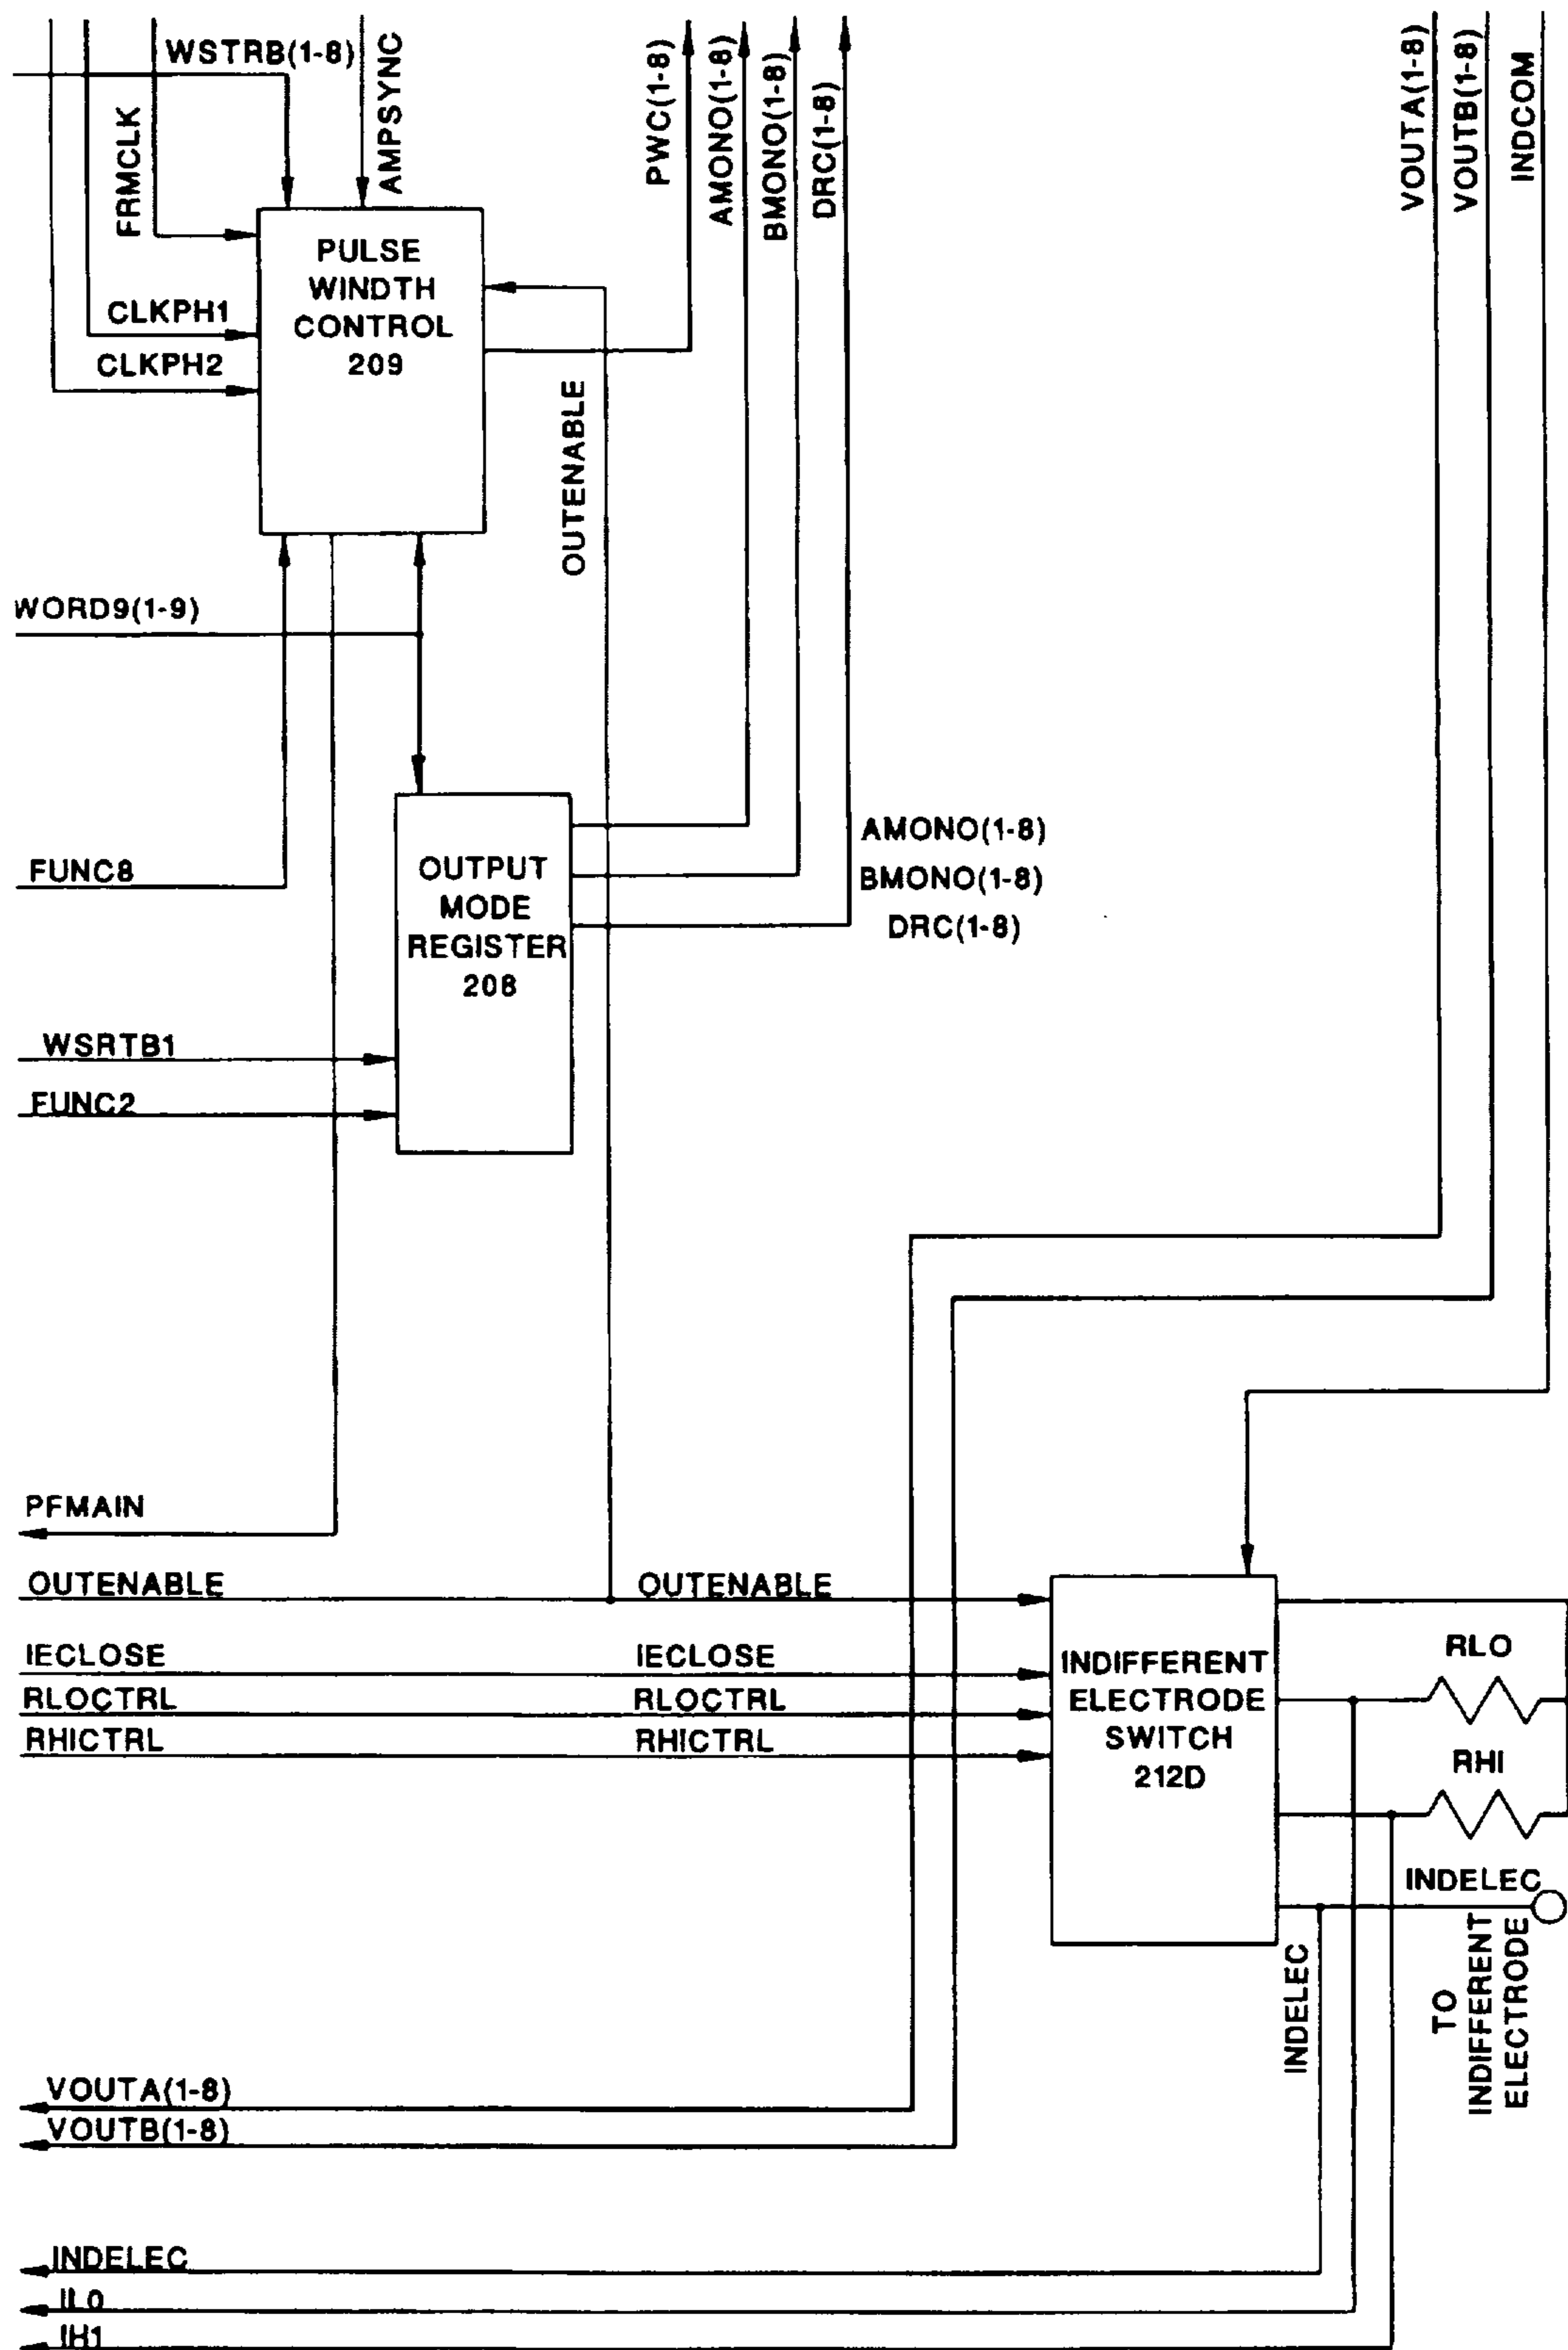 WSTRB(1-8)
AMPSYNC
FRMCLK
PWC(1-8)
AMONO(1-8)
BMONO(1-8)
DRC(1-8)
VOUTA(1-8)
VOUTB(1-8)
INDCOM
PULSE
WINDTH
CONTROL
209
CLKPH1
CLKPH2
OUTENABLE
WORD9(1-9)
FUNC8
OUTPUT
MODE
REGISTER
208
AMONO(1-8)
BMONO(1-8)
DRC(1-8)
WSRTB1
FUNC2
PFMAIN
OUTENABLE
OUTENABLE
IECLOSE
IECLOSE
RLOCTRL
RLOCTRL
RHICTRL
RHICTRL
INDIFFERENT
ELECTRODE
SWITCH
212D
RLO
RHI
INDELEC
TO
INDIFFERENT
ELECTRODE
INDELEC
VOUTA(1-8)
VOUTB(1-8)
INDELEC
ILO
IH1